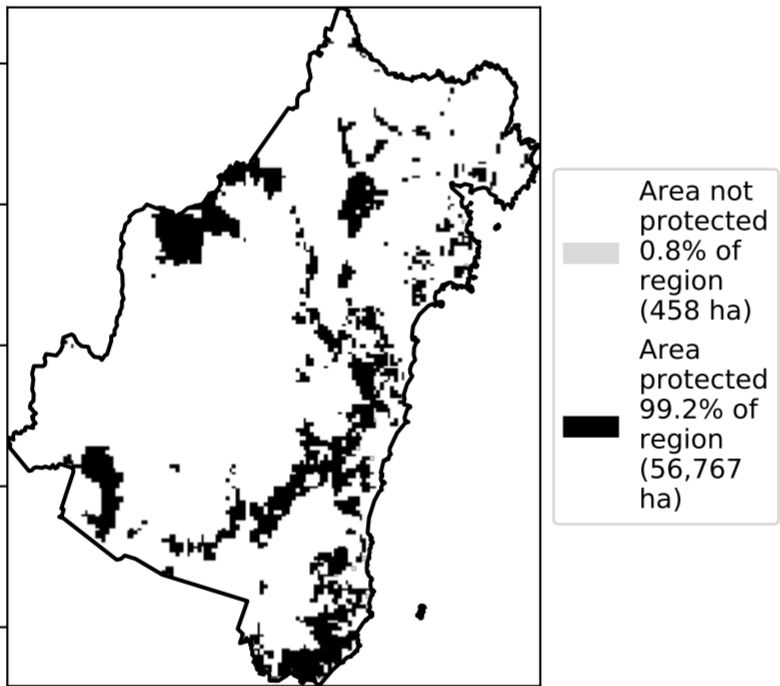 Area not
protected
0.8% of
region
(458 ha)
Area
protected
99.2% of
region
(56,767
ha)